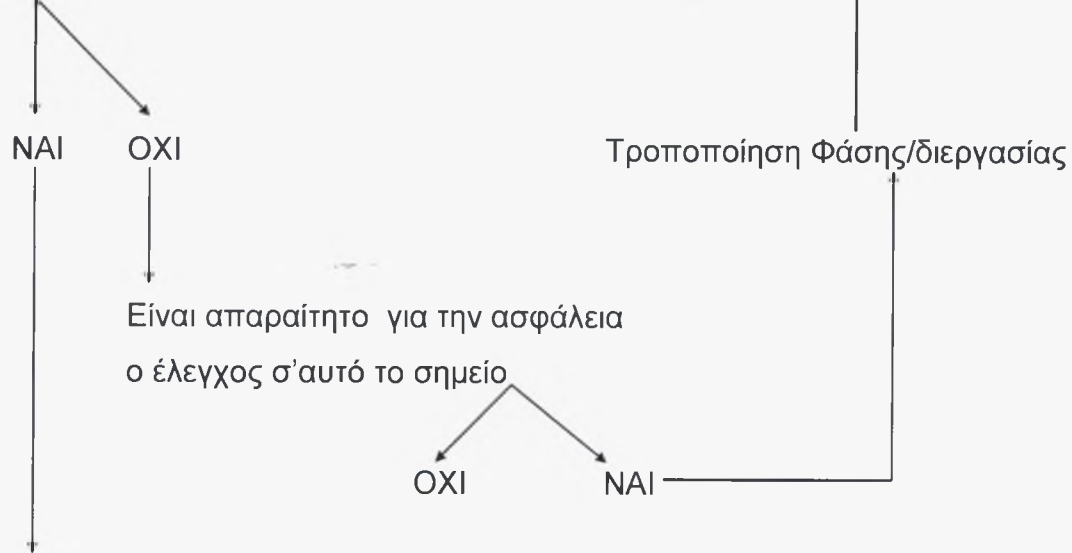 ΝΑΙ ΟΧΙ Τροποποίηση Φάσης/διεργασίας
Είναι απαραίτητο για την ασφάλεια
ο έλεγχος σ'αυτό το σημείο
ΟΧΙ ΝΑΙ